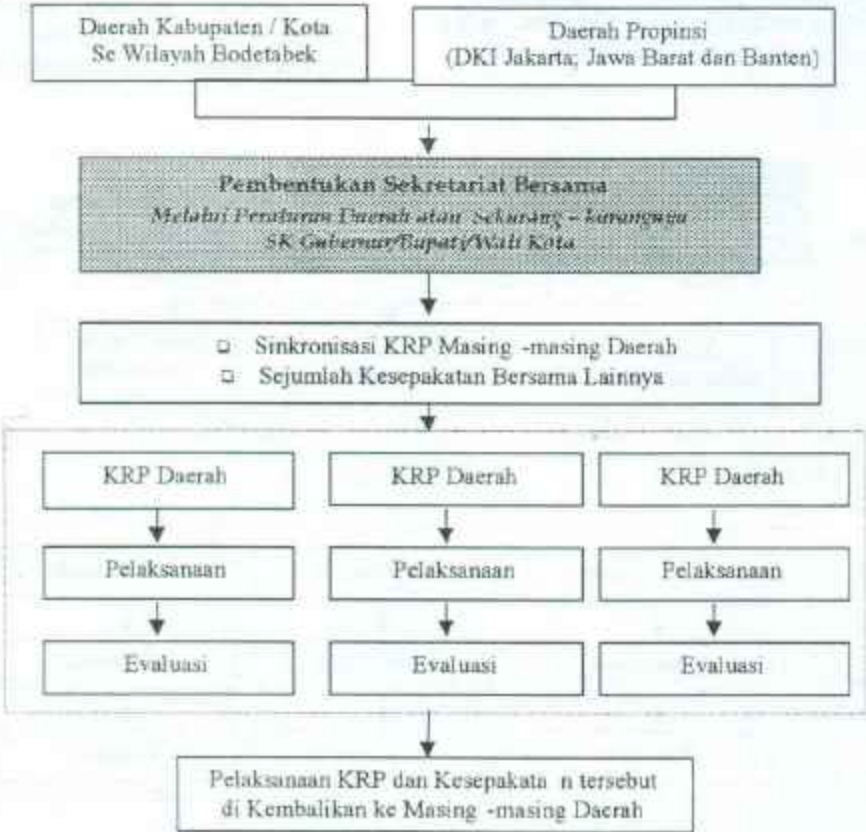 Daerah Kabupaten / Kota
Se Wilayah Bodetabek
Daerah Propinsi
(DKI Jakarta; Jawa Barat dan Banten)
Pembentukan Sekretariat Bersama
Melalui Peraturan Daerah atau Sekurang - kurangnya
SK Gubernur/Bupati/Wali Kota
Sinkronisasi KRP Masing -masing Daerah
Sejumlah Kesepakatan Bersama Lainnya
KRP Daerah
KRP Daerah
KRP Daerah
Pelaksanaan
Pelaksanaan
Pelaksanaan
Evaluasi
Evaluasi
Evaluasi
Pelaksanaan KRP dan Kesepakata n tersebut
di Kembalikan ke Masing -masing Daerah